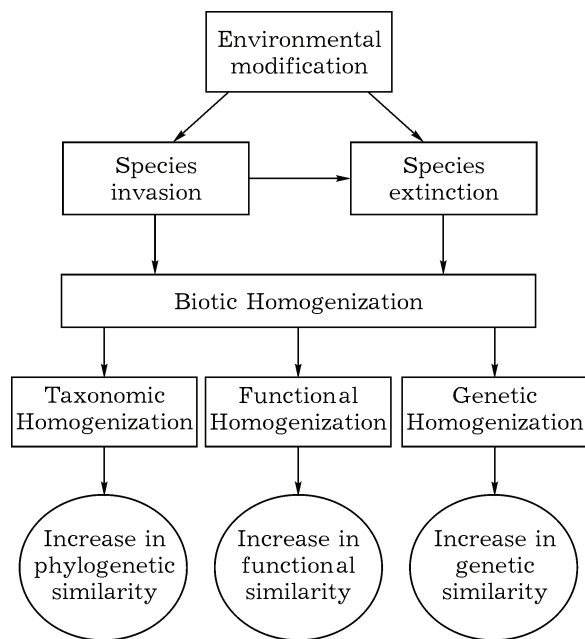 Environmental
modification
Species
invasion
Species
extinction
Biotic Homogenization
Taxonomic
Homogenization
Functional
Homogenization
Genetic
Homogenization
Increase in
phylogenetic
similarity
Increase in
functional
similarity
Increase in
genetic
similarity